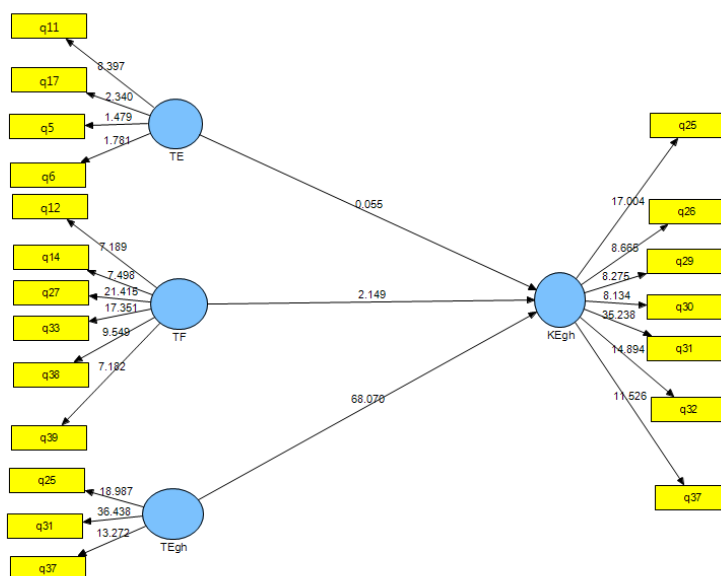 q11
8.397
q17
2.340
q5
1.479
q6
1.781
TE
q12
7.189
q14
7.498
q27
21.415
q33
17.351
q38
9.549
q39
7.182
TF
q25
18.987
q31
36.438
q37
13.272
TEgh
0.055
2.149
68.070
KEgh
q25
17.004
q26
8.665
q29
8.275
q30
8.134
q31
35.238
q32
14.894
q37
11.526